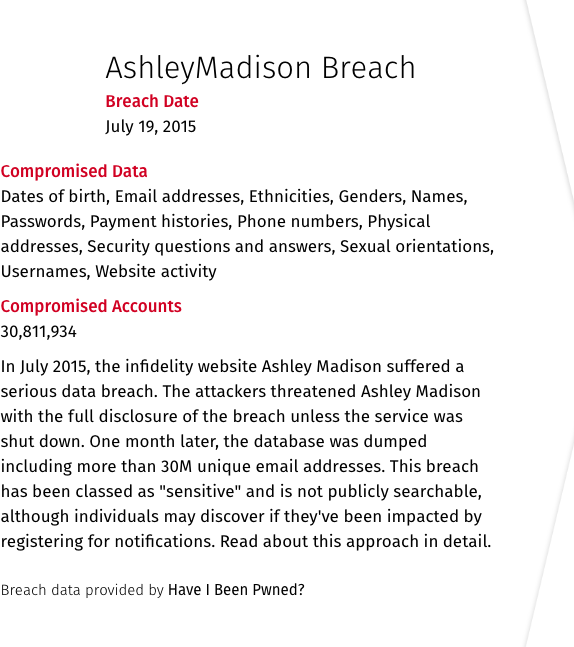 AshleyMadison Breach
Breach Date
July 19, 2015
Compromised Data
Dates of birth, Email addresses, Ethnicities, Genders, Names,
Passwords, Payment histories, Phone numbers, Physical
addresses, Security questions and answers, Sexual orientations,
Usernames, Website activity
Compromised Accounts
30,811,934
In July 2015, the infidelity website Ashley Madison suffered a
serious data breach. The attackers threatened Ashley Madison
with the full disclosure of the breach unless the service was
shut down. One month later, the database was dumped
including more than 30M unique email addresses. This breach
has been classed as "sensitive" and is not publicly searchable,
although individuals may discover if they've been impacted by
registering for notifications. Read about this approach in detail.
Breach data provided by Have I Been Pwned?